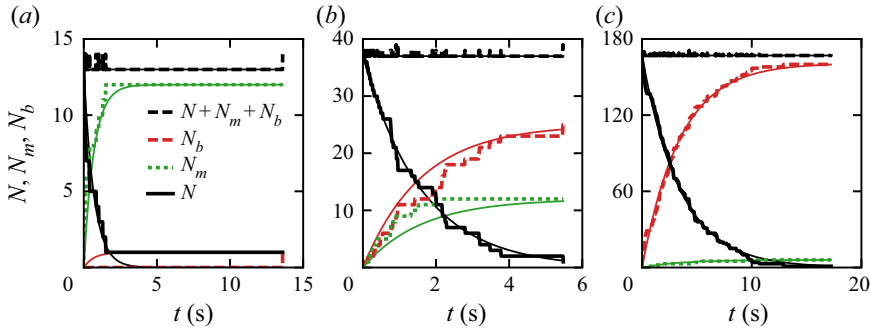 (a) (b) (c)
15 40 180
N, N_m, N_b
10 30 120
5 20 60
10
N + N_m + N_b
N_b
N_m
N
0 5 10 15 0 2 4 6 0 10 20
t (s) t (s) t (s)